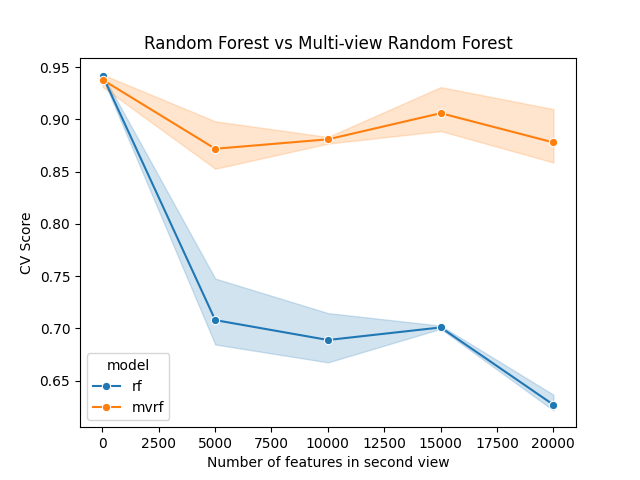 Random Forest vs Multi-view Random Forest
CV Score
0.95
0.90
0.85
0.80
0.75
0.70
0.65
model
rf
mvrf
0 2500 5000 7500 10000 12500 15000 17500 20000
Number of features in second view